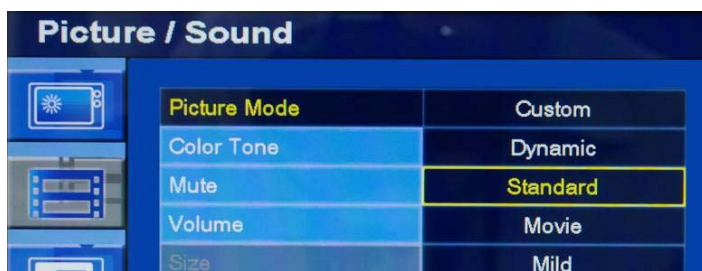 Picture / Sound
Picture Mode Custom
Color Tone Dynamic
Mute Standard
Volume Movie
Size Mild